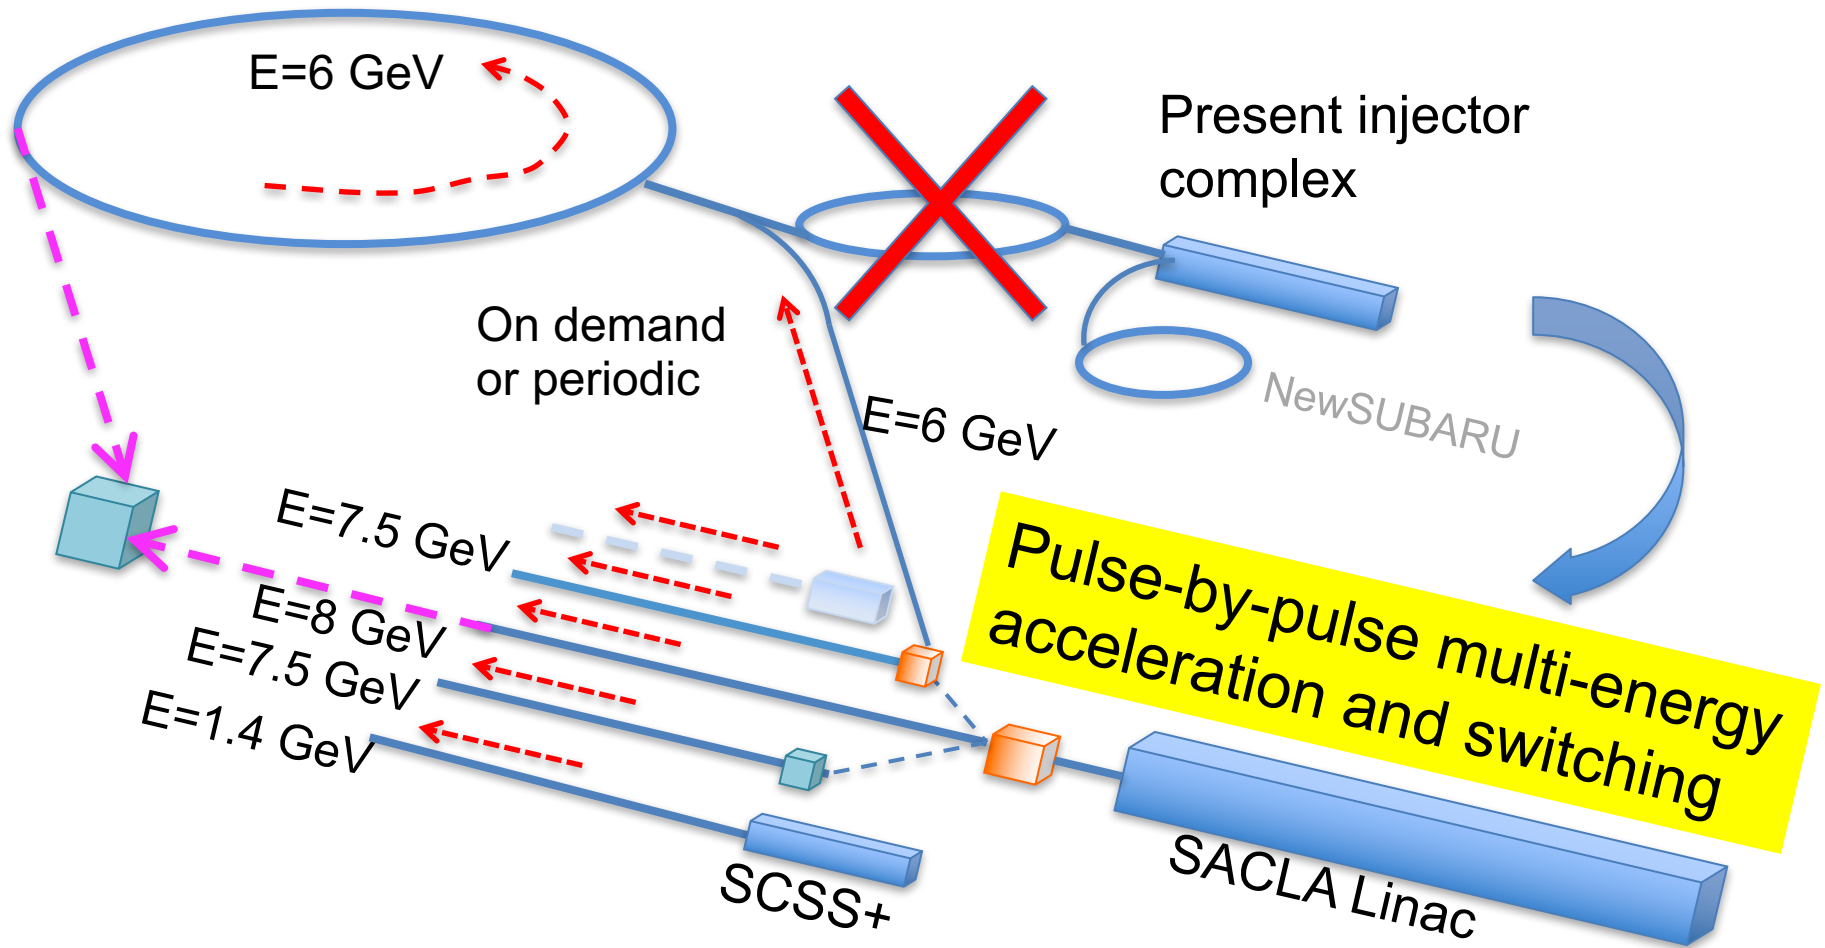 E=6 GeV
Present injector
complex
On demand
or periodic
NewSUBARU
E=6 GeV
E=7.5 GeV
E=8 GeV
E=7.5 GeV
E=1.4 GeV
Pulse-by-pulse multi-energy
acceleration and switching
SCSS+
SACLA Linac